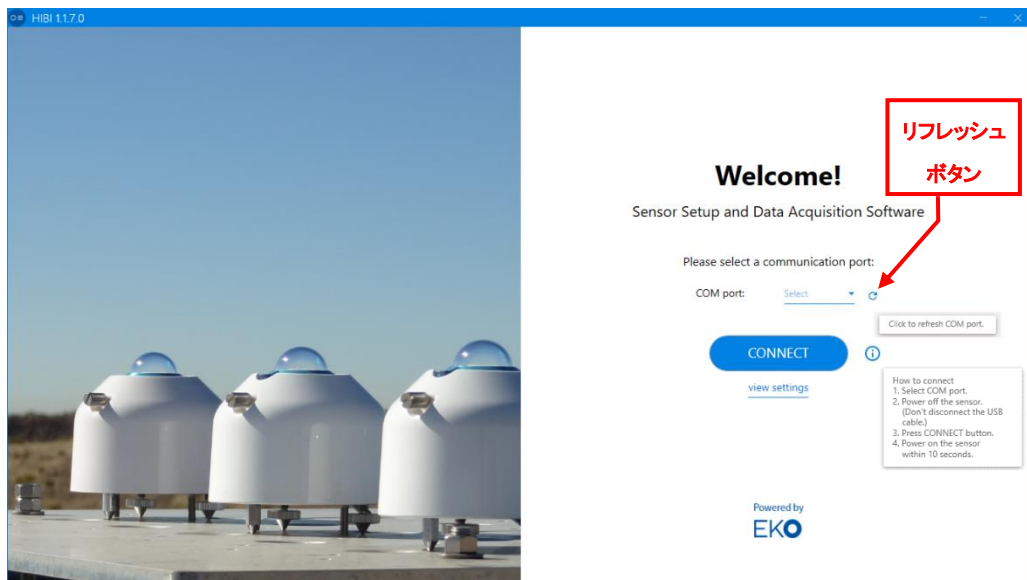 HIBI 1.1.7.0
リフレッシュ
ボタン
Welcome!
Sensor Setup and Data Acquisition Software
Please select a communication port:
COM port: Select
Click to refresh COM port.
CONNECT
view settings
How to connect
1. Select COM port.
2. Power off the sensor.
(Don't disconnect the USB
cable.)
3. Press CONNECT button.
4. Power on the sensor
within 10 seconds.
Powered by
EKO